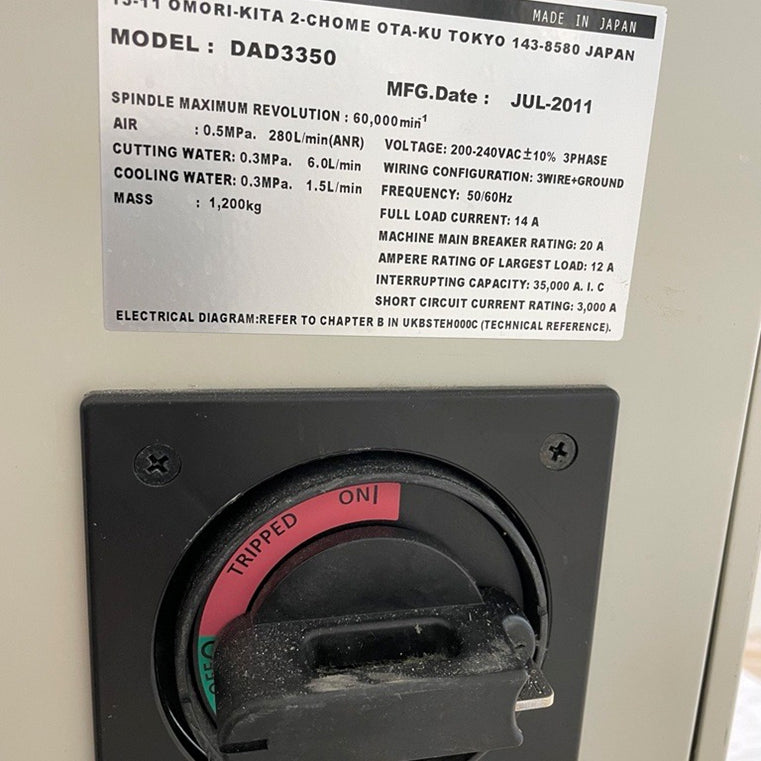 MADE IN JAPAN
13-11 OMORI-KITA 2-CHOME OTA-KU TOKYO 143-8580 JAPAN
MODEL : DAD3350
MFG.Date : JUL-2011
SPINDLE MAXIMUM REVOLUTION : 60,000min¹
AIR : 0.5MPa. 280L/min(ANR)
CUTTING WATER: 0.3MPa. 6.0L/min
COOLING WATER: 0.3MPa. 1.5L/min
MASS : 1,200kg
VOLTAGE: 200-240VAC±10% 3PHASE
WIRING CONFIGURATION: 3WIRE+GROUND
FREQUENCY: 50/60Hz
FULL LOAD CURRENT: 14 A
MACHINE MAIN BREAKER RATING: 20 A
AMPERE RATING OF LARGEST LOAD: 12 A
INTERRUPTING CAPACITY: 35,000 A. I. C
SHORT CIRCUIT CURRENT RATING: 3,000 A
ELECTRICAL DIAGRAM:REFER TO CHAPTER B IN UKBSTEH000C (TECHNICAL REFERENCE).
ON|
TRIPPED
OFF